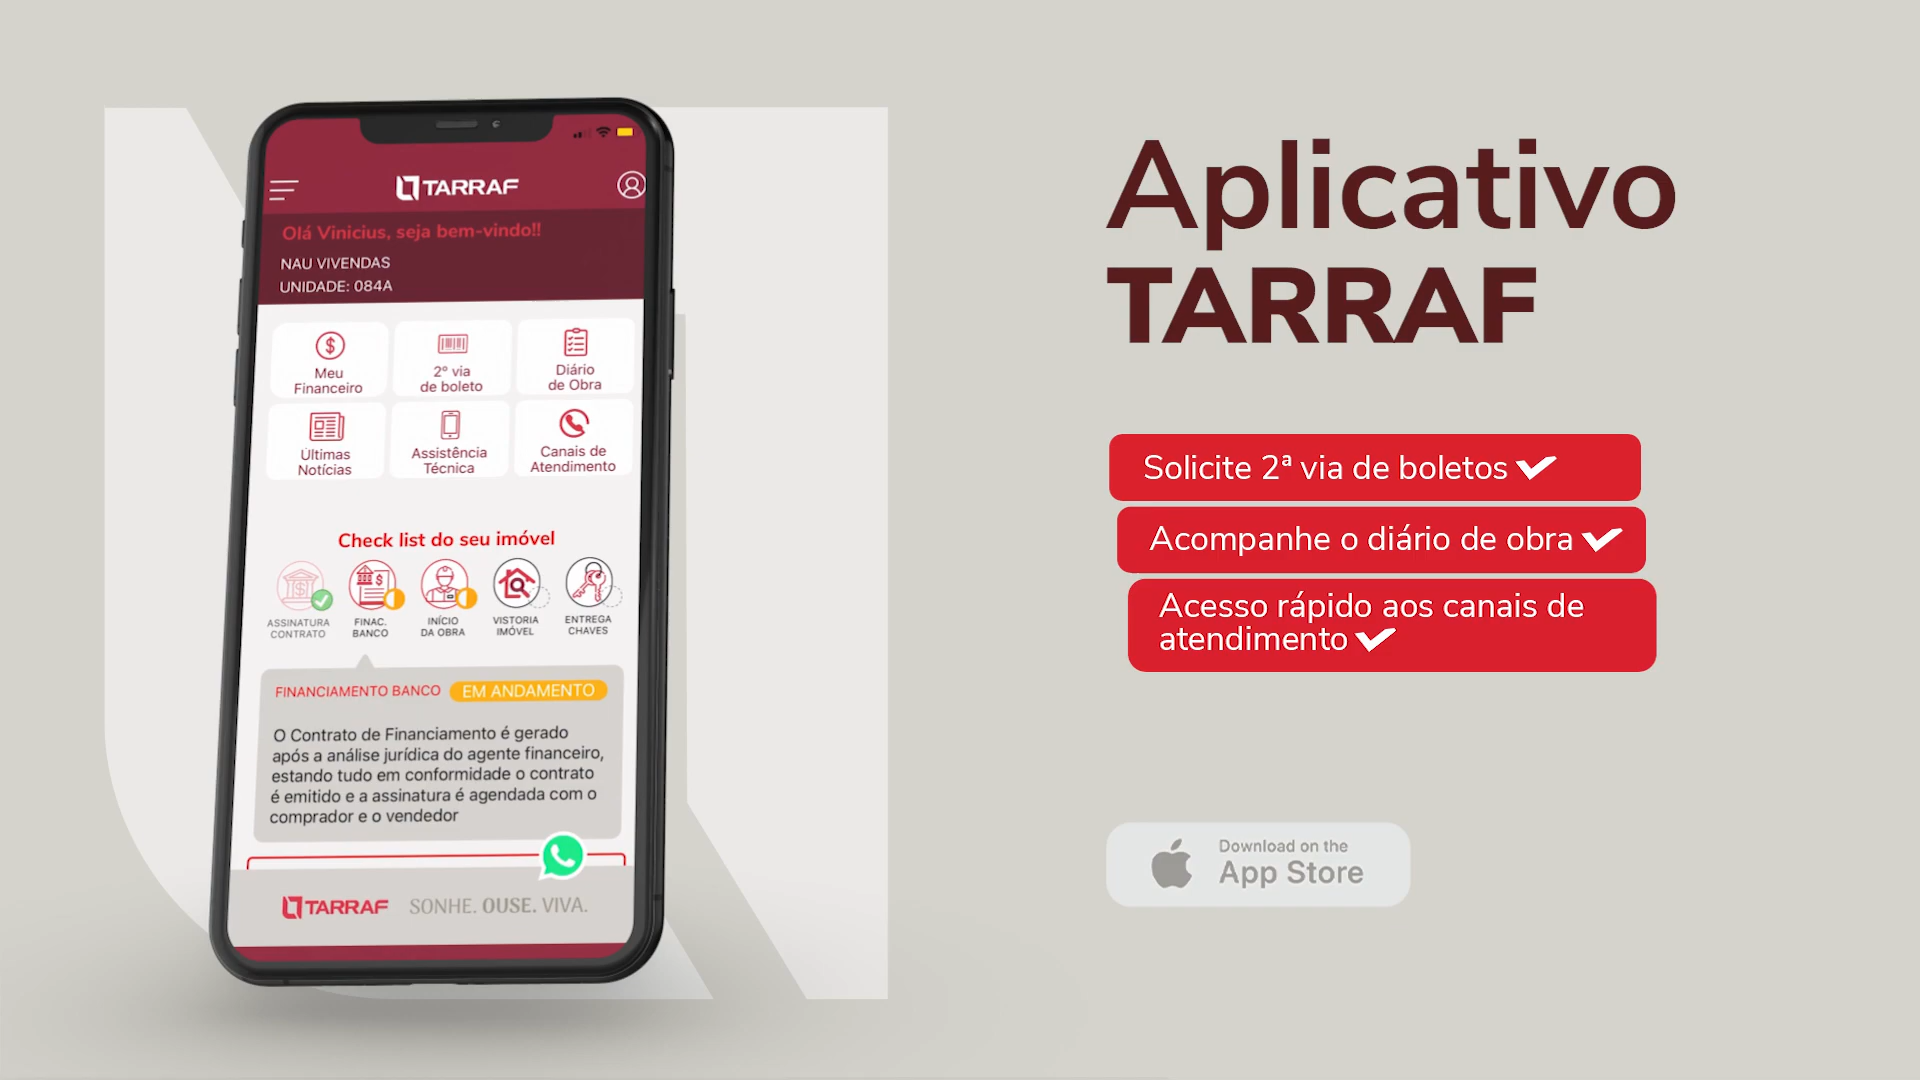 TARRAF
Olá Vinicius, seja bem-vindo!!
NAU VIVENDAS
UNIDADE: 084A
Meu
Financeiro
2º via
de boleto
Diário
de Obra
Últimas
Notícias
Assistência
Técnica
Canais de
Atendimento
Check list do seu imóvel
ASSINATURA
CONTRATO
FINAC.
BANCO
INÍCIO
DA OBRA
VISTORIA
IMÓVEL
ENTREGA
CHAVES
FINANCIAMENTO BANCO EM ANDAMENTO
O Contrato de Financiamento é gerado
após a análise jurídica do agente financeiro,
estando tudo em conformidade o contrato
é emitido e a assinatura é agendada com o
comprador e o vendedor
TARRAF SONHE. OUSE. VIVA.
Aplicativo
TARRAF
Solicite 2ª via de boletos
Acompanhe o diário de obra
Acesso rápido aos canais de
atendimento
Download on the
App Store